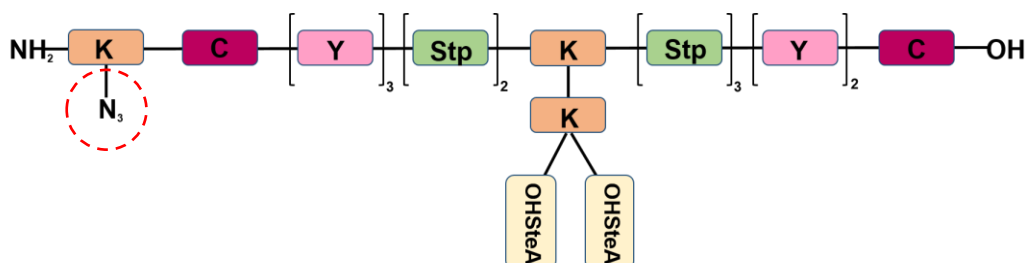 NH₂ K C [Y]₃ [Stp]₂ K [Stp]₃ [Y]₂ C OH
N₃ K
OHSteA OHSteA